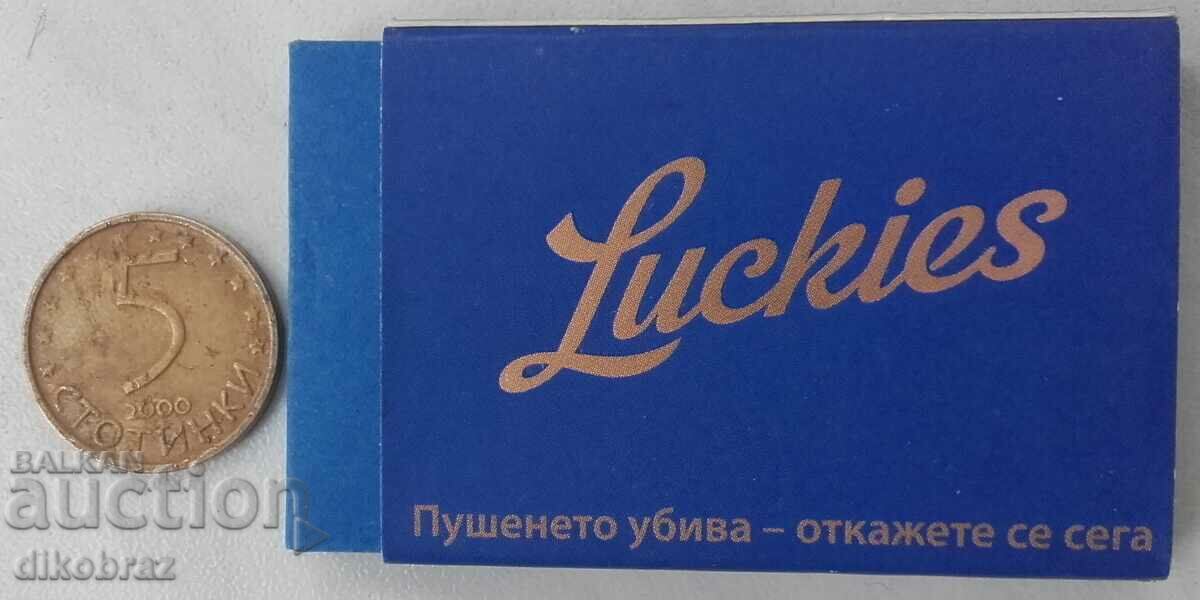 Luckies
Пушенето убива – откажете се сега
5
2000
СТОТИНКИ
BALKAN
auction
dikobraz